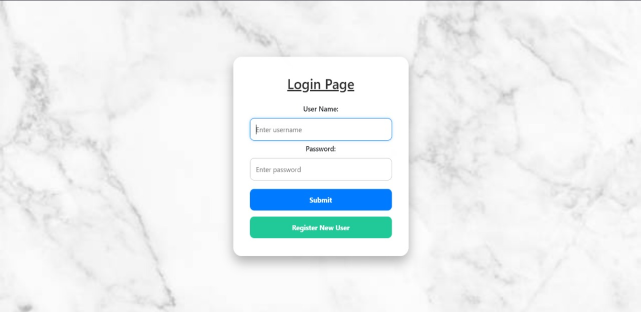 Login Page
User Name:
Enter username
Password:
Enter password
Submit
Register New User